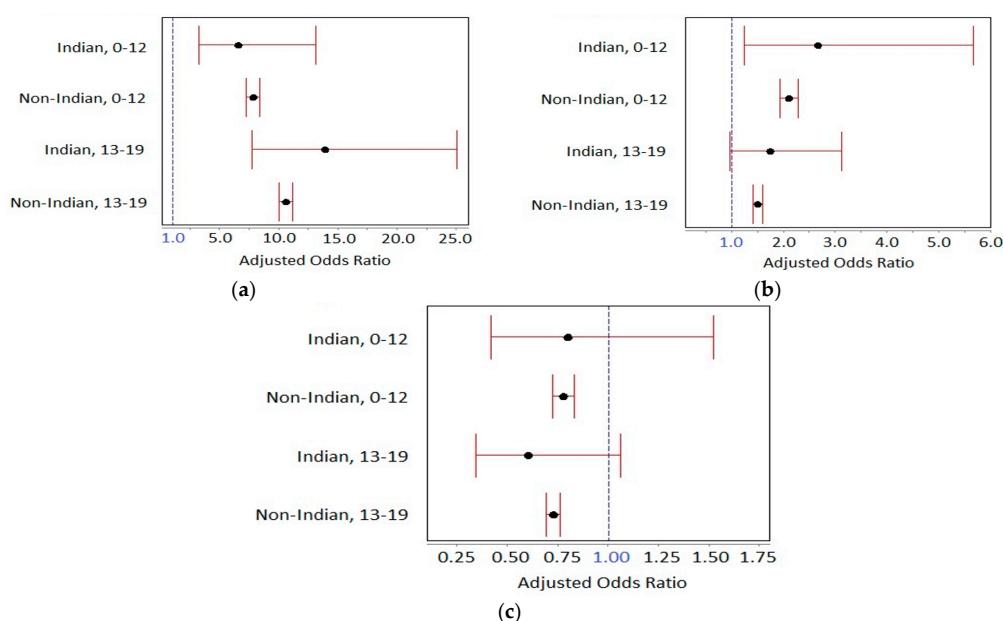 Indian, 0-12
Non-Indian, 0-12
Indian, 13-19
Non-Indian, 13-19
1.0 5.0 10.0 15.0 20.0 25.0
Adjusted Odds Ratio
(a)
Indian, 0-12
Non-Indian, 0-12
Indian, 13-19
Non-Indian, 13-19
1.0 2.0 3.0 4.0 5.0 6.0
Adjusted Odds Ratio
(b)
Indian, 0-12
Non-Indian, 0-12
Indian, 13-19
Non-Indian, 13-19
0.25 0.50 0.75 1.00 1.25 1.50 1.75
Adjusted Odds Ratio
(c)